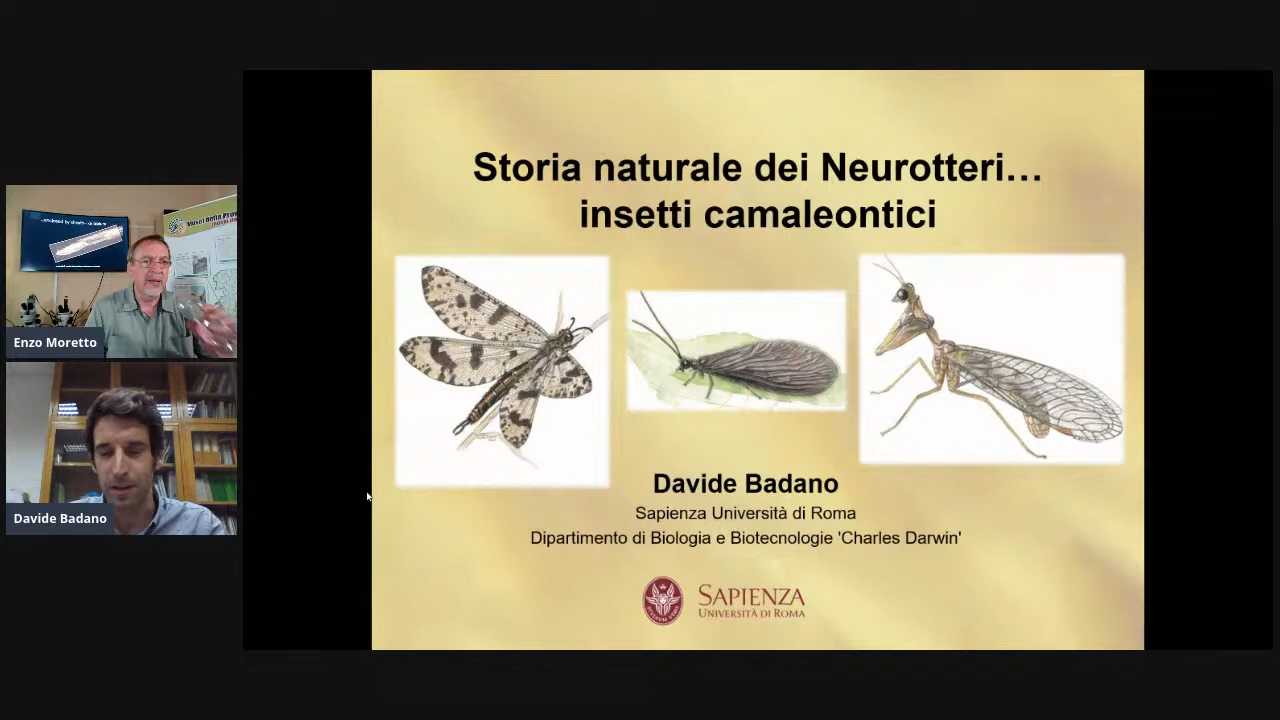 Storia naturale dei Neurotteri…
insetti camaleontici
Davide Badano
Sapienza Università di Roma
Dipartimento di Biologia e Biotecnologie 'Charles Darwin'
SAPIENZA
UNIVERSITÀ DI ROMA
Enzo Moretto
Davide Badano